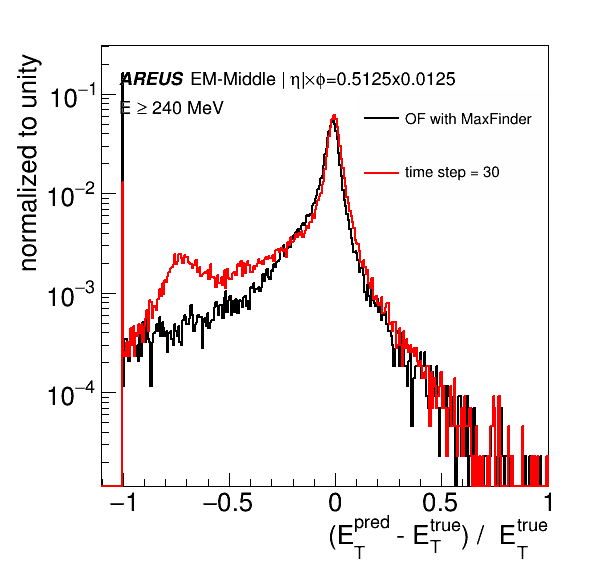 normalized to unity
AREUS EM-Middle | η|×φ=0.5125x0.0125
E ≥ 240 MeV
OF with MaxFinder
time step = 30
10⁻¹
10⁻²
10⁻³
10⁻⁴
−1 −0.5 0 0.5 1
(E_T^pred - E_T^true) / E_T^true